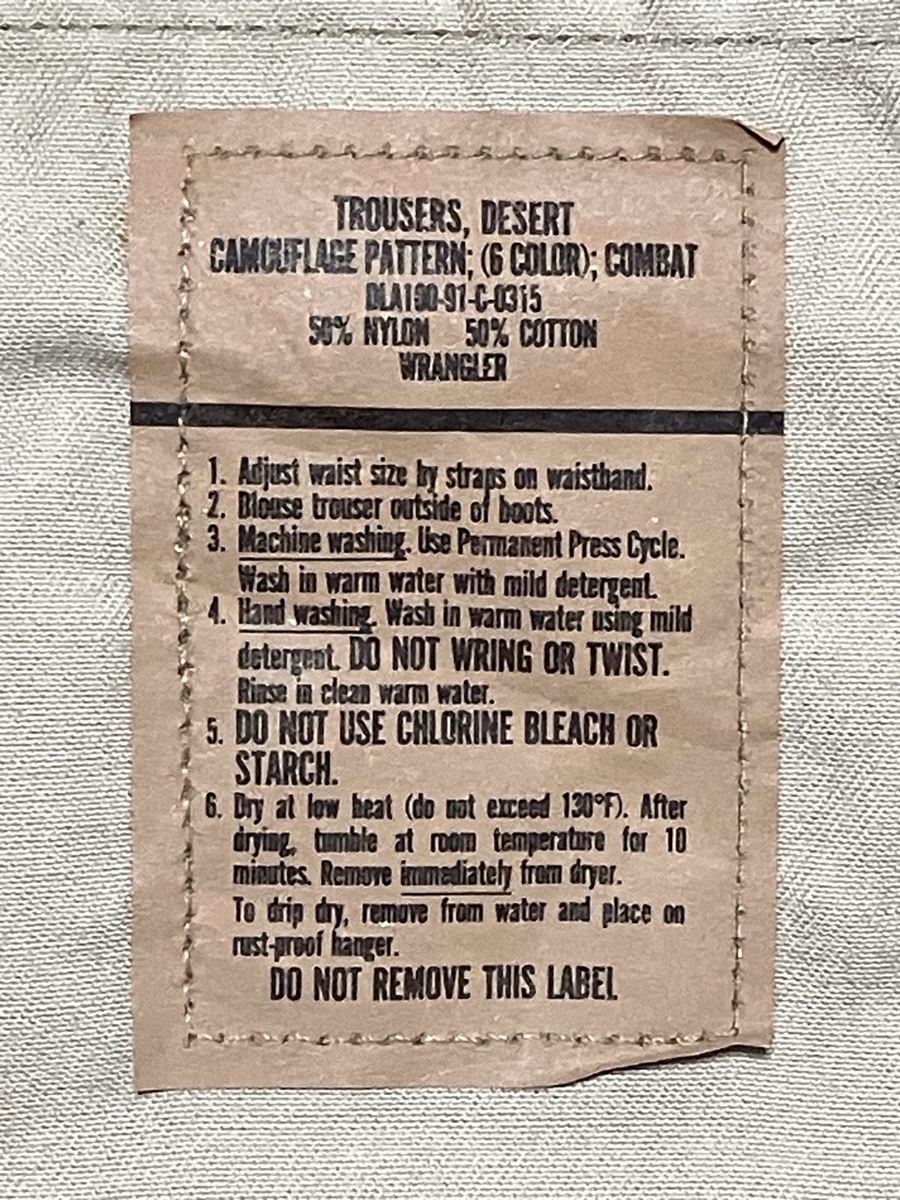 TROUSERS, DESERT
CAMOUFLAGE PATTERN; (6 COLOR); COMBAT
DLA100-91-C-0315
50% NYLON 50% COTTON
WRANGLER
1. Adjust waist size by straps on waistband.
2. Blouse trouser outside of boots.
3. Machine washing. Use Permanent Press Cycle.
Wash in warm water with mild detergent.
4. Hand washing. Wash in warm water using mild
detergent. DO NOT WRING OR TWIST.
Rinse in clean warm water.
5. DO NOT USE CHLORINE BLEACH OR
STARCH.
6. Dry at low heat (do not exceed 130°F). After
drying, tumble at room temperature for 10
minutes. Remove immediately from dryer.
To drip dry, remove from water and place on
rust-proof hanger.
DO NOT REMOVE THIS LABEL